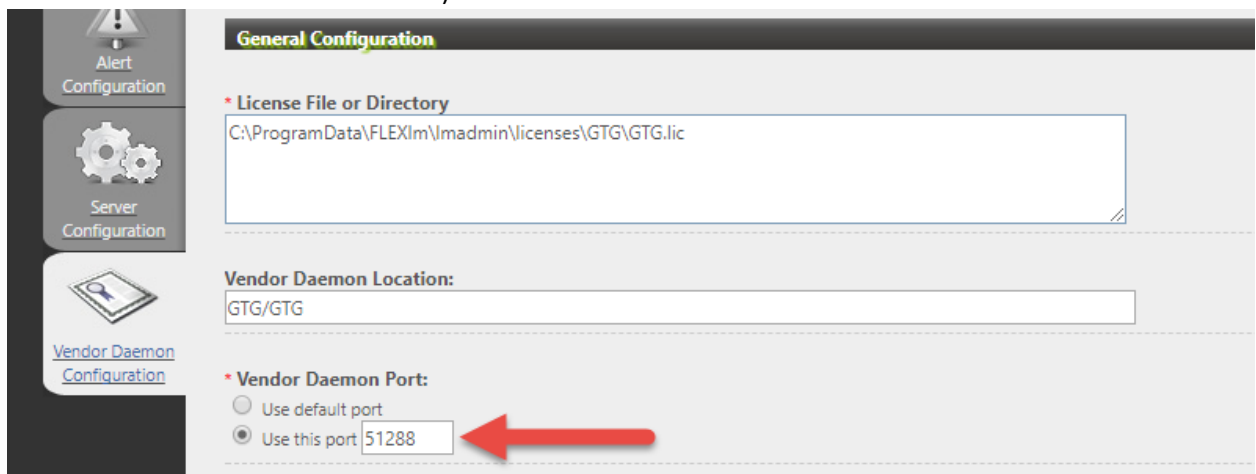 Alert
Configuration
Server
Configuration
Vendor Daemon
Configuration
General Configuration
* License File or Directory
C:\ProgramData\FLEXlm\lmadmin\licenses\GTG\GTG.lic
Vendor Daemon Location:
GTG/GTG
* Vendor Daemon Port:
Use default port
Use this port 51288